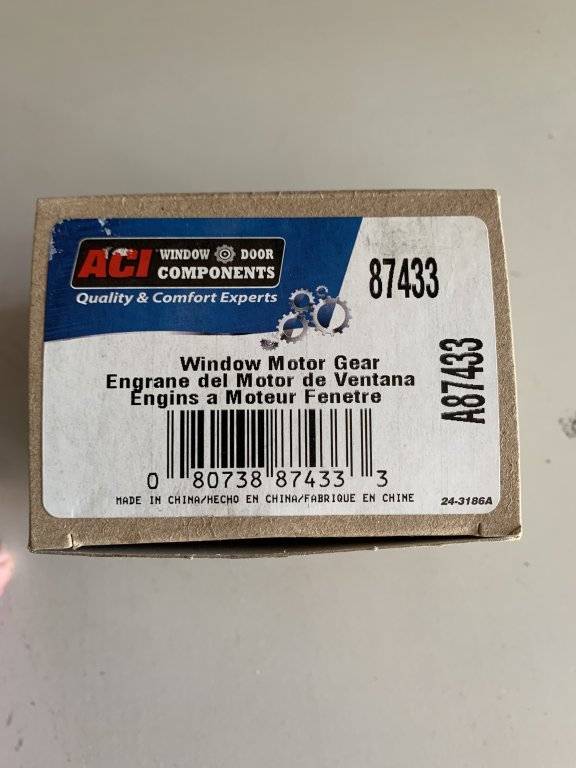 ACI WINDOW DOOR
COMPONENTS
Quality & Comfort Experts
87433
A87433
Window Motor Gear
Engrane del Motor de Ventana
Engins a Moteur Fenetre
0 80738 87433 3
MADE IN CHINA/HECHO EN CHINA/FABRIQUE EN CHINE
24-3186A